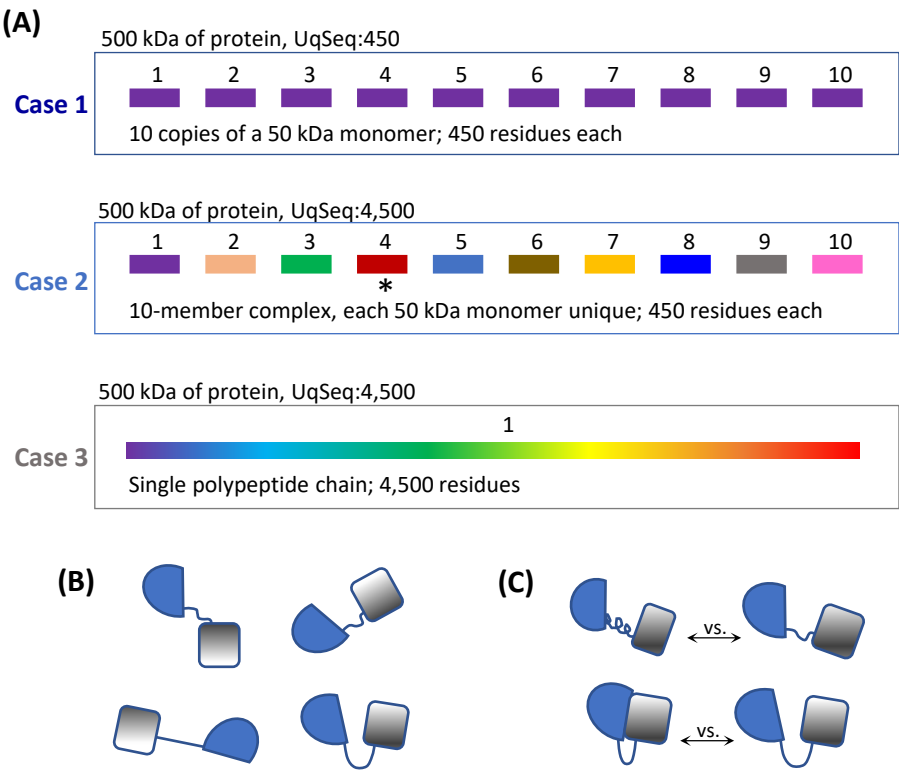 (A)
500 kDa of protein, UqSeq:450
1 2 3 4 5 6 7 8 9 10
Case 1
10 copies of a 50 kDa monomer; 450 residues each
500 kDa of protein, UqSeq:4,500
1 2 3 4 5 6 7 8 9 10
Case 2
*
10-member complex, each 50 kDa monomer unique; 450 residues each
500 kDa of protein, UqSeq:4,500
1
Case 3
Single polypeptide chain; 4,500 residues
(B)
(C)
vs.
vs.